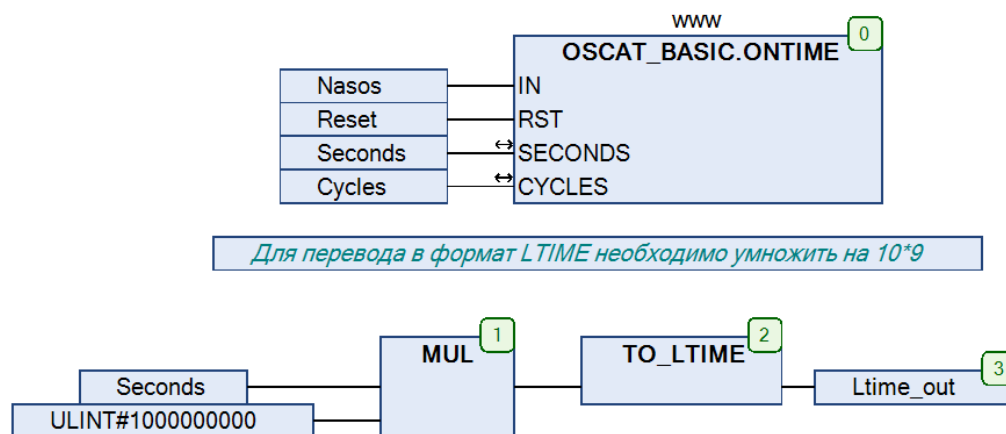 www
0
OSCAT_BASIC.ONTIME
Nasos
IN
Reset
RST
Seconds
SECONDS
Cycles
CYCLES
Для перевода в формат LTIME необходимо умножить на 10*9
1
2
MUL
TO_LTIME
3
Seconds
Ltime_out
ULINT#1000000000